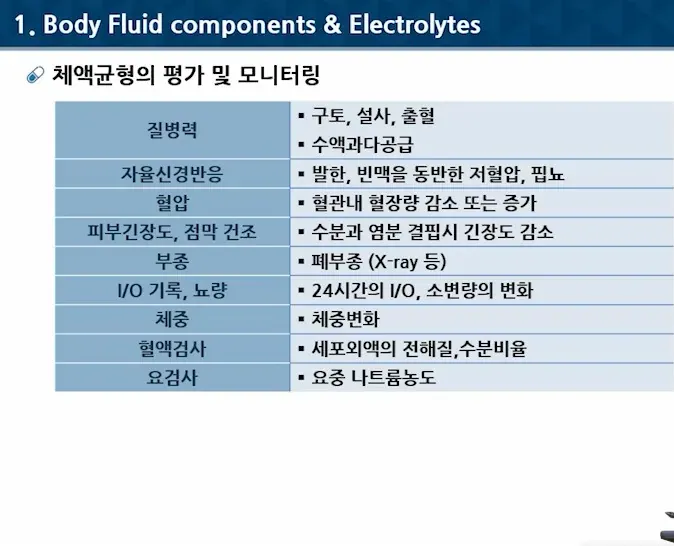 1. Body Fluid components & Electrolytes
체액균형의 평가 및 모니터링
질병력
▪ 구토, 설사, 출혈
▪ 수액과다공급
자율신경반응
▪ 발한, 빈맥을 동반한 저혈압, 핍뇨
혈압
▪ 혈관내 혈장량 감소 또는 증가
피부긴장도, 점막 건조
▪ 수분과 염분 결핍시 긴장도 감소
부종
▪ 폐부종 (X-ray 등)
I/O 기록, 뇨량
▪ 24시간의 I/O, 소변량의 변화
체중
▪ 체중변화
혈액검사
▪ 세포외액의 전해질,수분비율
요검사
▪ 요중 나트륨농도